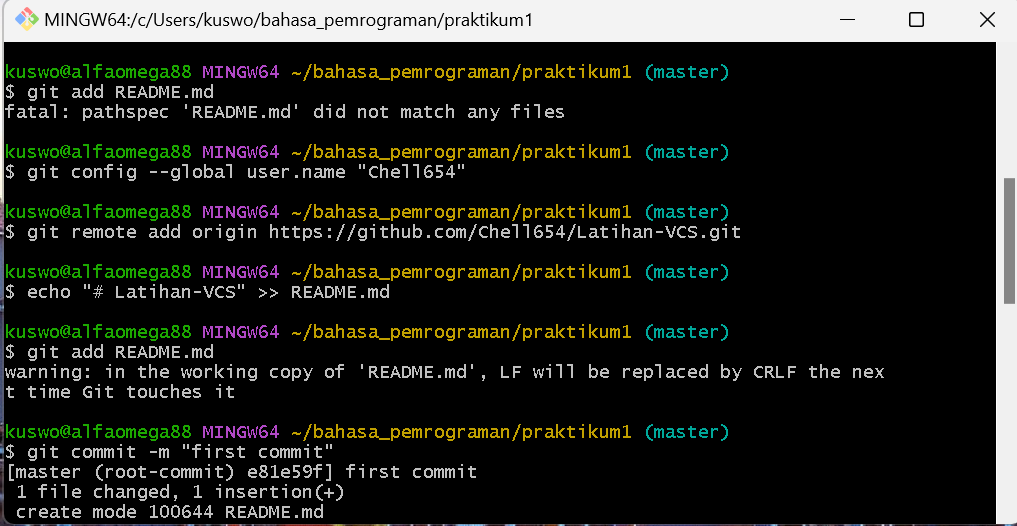 MINGW64:/c/Users/kuswo/bahasa_pemrograman/praktikum1
kuswo@alfaomega88 MINGW64 ~/bahasa_pemrograman/praktikum1 (master)
$ git add README.md
fatal: pathspec 'README.md' did not match any files
kuswo@alfaomega88 MINGW64 ~/bahasa_pemrograman/praktikum1 (master)
$ git config --global user.name "Chell654"
kuswo@alfaomega88 MINGW64 ~/bahasa_pemrograman/praktikum1 (master)
$ git remote add origin https://github.com/Chell654/Latihan-VCS.git
kuswo@alfaomega88 MINGW64 ~/bahasa_pemrograman/praktikum1 (master)
$ echo "# Latihan-VCS" >> README.md
kuswo@alfaomega88 MINGW64 ~/bahasa_pemrograman/praktikum1 (master)
$ git add README.md
warning: in the working copy of 'README.md', LF will be replaced by CRLF the nex
t time Git touches it
kuswo@alfaomega88 MINGW64 ~/bahasa_pemrograman/praktikum1 (master)
$ git commit -m "first commit"
[master (root-commit) e81e59f] first commit
 1 file changed, 1 insertion(+)
 create mode 100644 README.md